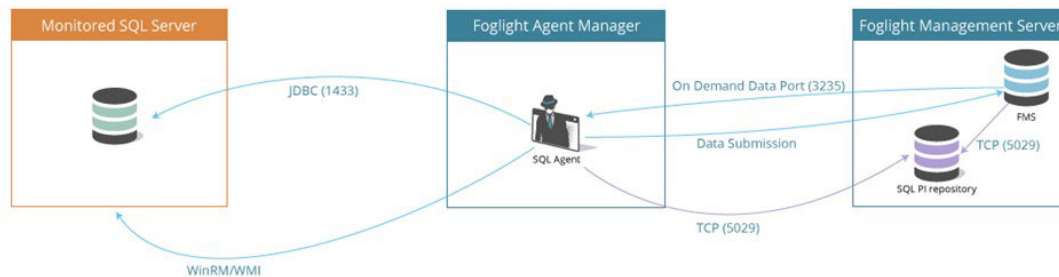 Monitored SQL Server
Foglight Agent Manager
Foglight Management Server
JDBC (1433)
On Demand Data Port (3235)
FMS
SQL Agent
Data Submission
TCP (5029)
SQL PI repository
TCP (5029)
WinRM/WMI